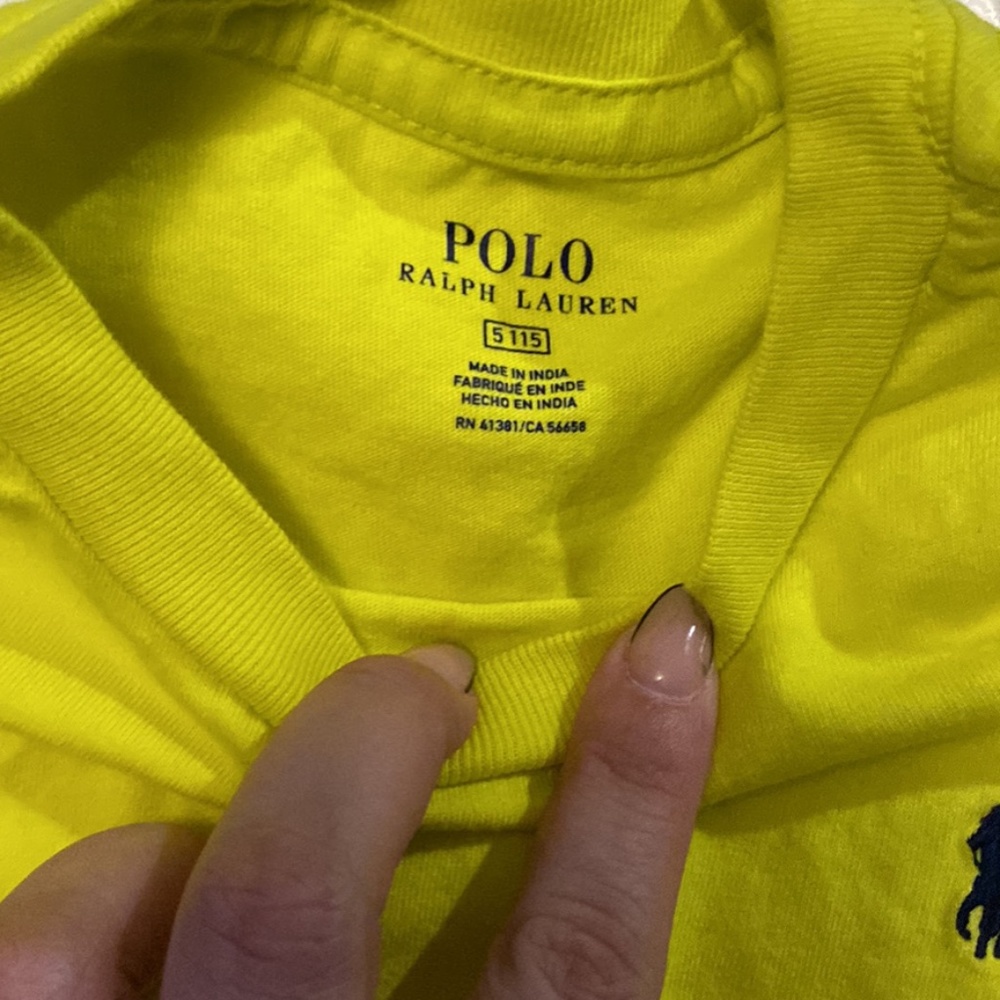 POLO
RALPH LAUREN
5 115
MADE IN INDIA
FABRIQUÉ EN INDE
HECHO EN INDIA
RN 41381/CA 56658